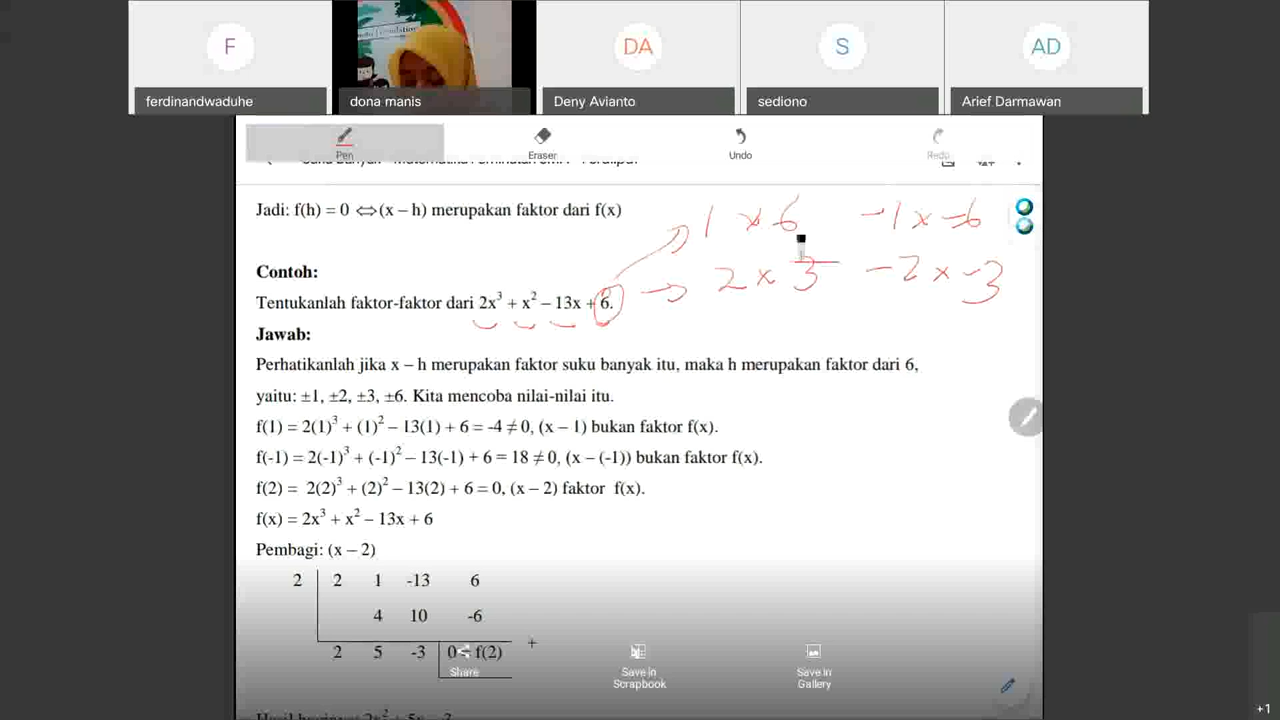 F
DA
S
AD
ferdinandwaduhe
dona manis
Deny Avianto
sediono
Arief Darmawan
Pen
Eraser
Undo
Redo
Jadi: f(h) = 0 ⇔ (x – h) merupakan faktor dari f(x)
1 x 6 -1 x -6
Contoh:
2 x 3 -2 x -3
Tentukanlah faktor-faktor dari 2x³ + x² – 13x + 6.
Jawab:
Perhatikanlah jika x – h merupakan faktor suku banyak itu, maka h merupakan faktor dari 6,
yaitu: ±1, ±2, ±3, ±6. Kita mencoba nilai-nilai itu.
f(1) = 2(1)³ + (1)² – 13(1) + 6 = -4 ≠ 0, (x – 1) bukan faktor f(x).
f(-1) = 2(-1)³ + (-1)² – 13(-1) + 6 = 18 ≠ 0, (x – (-1)) bukan faktor f(x).
f(2) = 2(2)³ + (2)² – 13(2) + 6 = 0, (x – 2) faktor f(x).
f(x) = 2x³ + x² – 13x + 6
Pembagi: (x – 2)
2 2 1 -13 6
4 10 -6
+
2 5 -3 0 = f(2)
Share
Save in
Scrapbook
Save in
Gallery
+1